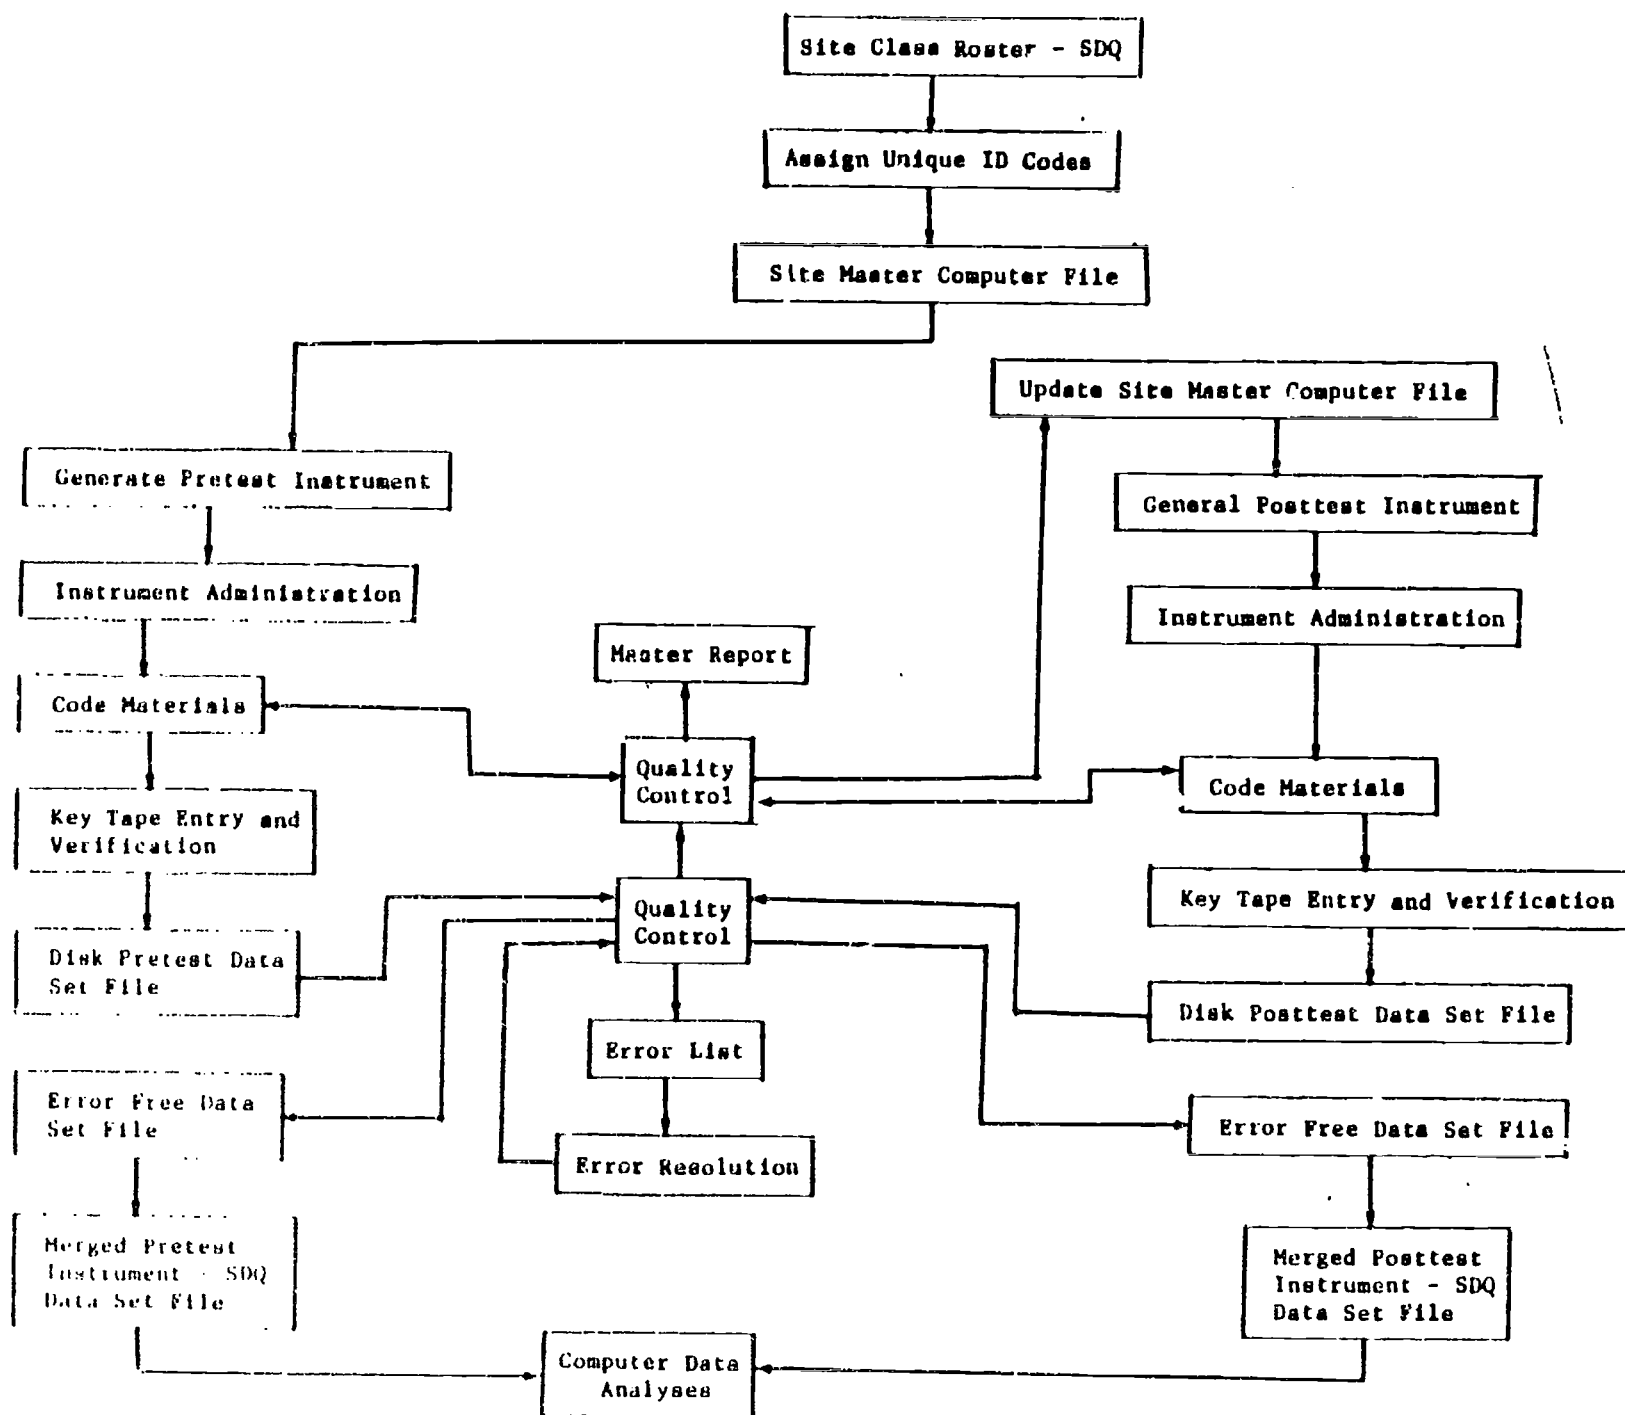 Site Class Roster - SDQ
Assign Unique ID Codes
Site Master Computer File
Update Site Master Computer File
Generate Pretest Instrument
General Posttest Instrument
Instrument Administration
Instrument Administration
Master Report
Code Materials
Quality
Control
Code Materials
Key Tape Entry and
Verification
Quality
Control
Key Tape Entry and Verification
Disk Pretest Data
Set File
Disk Posttest Data Set File
Error List
Error Free Data
Set File
Error Free Data Set File
Error Resolution
Merged Pretest
Instrument - SDQ
Data Set File
Merged Posttest
Instrument - SDQ
Data Set File
Computer Data
Analyses